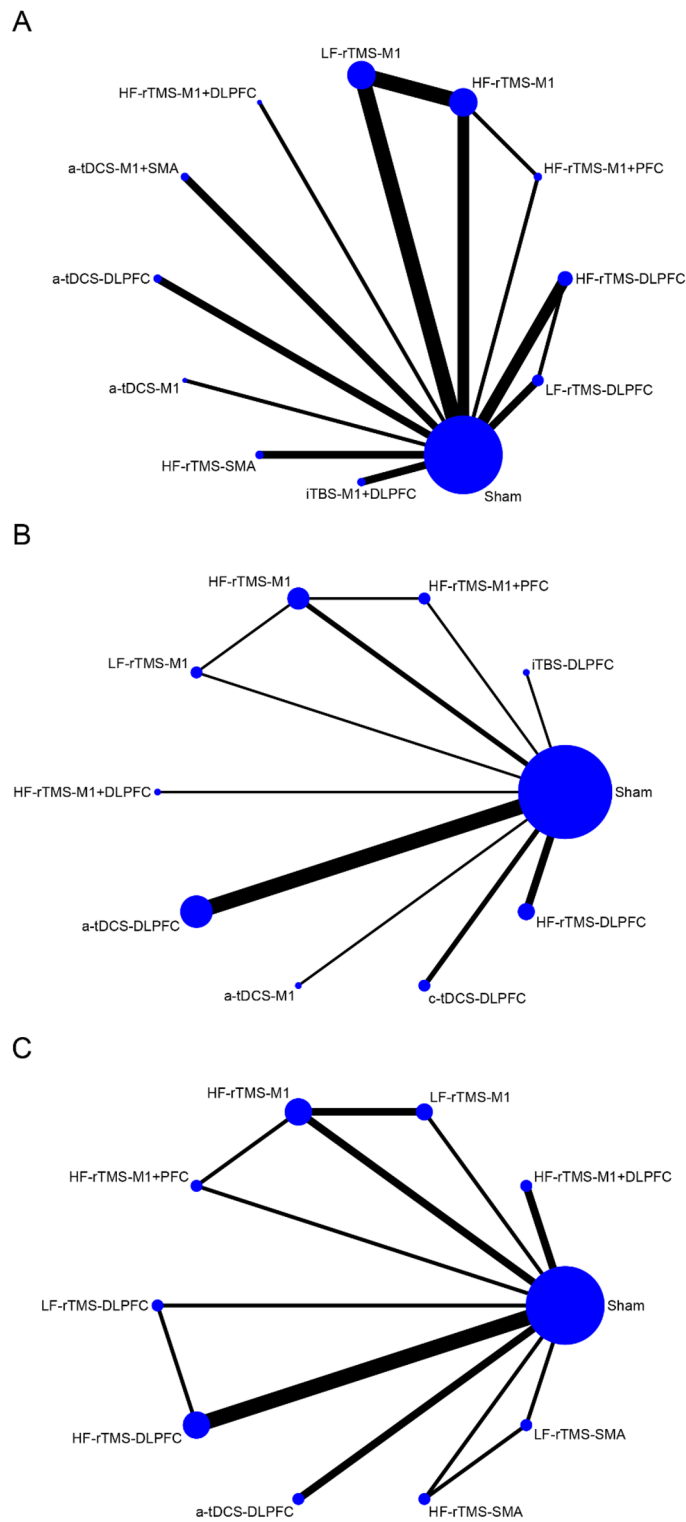 A
LF-rTMS-M1
HF-rTMS-M1
HF-rTMS-M1+DLPFC
a-tDCS-M1+SMA
HF-rTMS-M1+PFC
a-tDCS-DLPFC
HF-rTMS-DLPFC
a-tDCS-M1
LF-rTMS-DLPFC
HF-rTMS-SMA
iTBS-M1+DLPFC
Sham
B
HF-rTMS-M1
HF-rTMS-M1+PFC
LF-rTMS-M1
iTBS-DLPFC
HF-rTMS-M1+DLPFC
Sham
a-tDCS-DLPFC
HF-rTMS-DLPFC
a-tDCS-M1
c-tDCS-DLPFC
C
HF-rTMS-M1
LF-rTMS-M1
HF-rTMS-M1+PFC
HF-rTMS-M1+DLPFC
LF-rTMS-DLPFC
Sham
HF-rTMS-DLPFC
LF-rTMS-SMA
a-tDCS-DLPFC
HF-rTMS-SMA